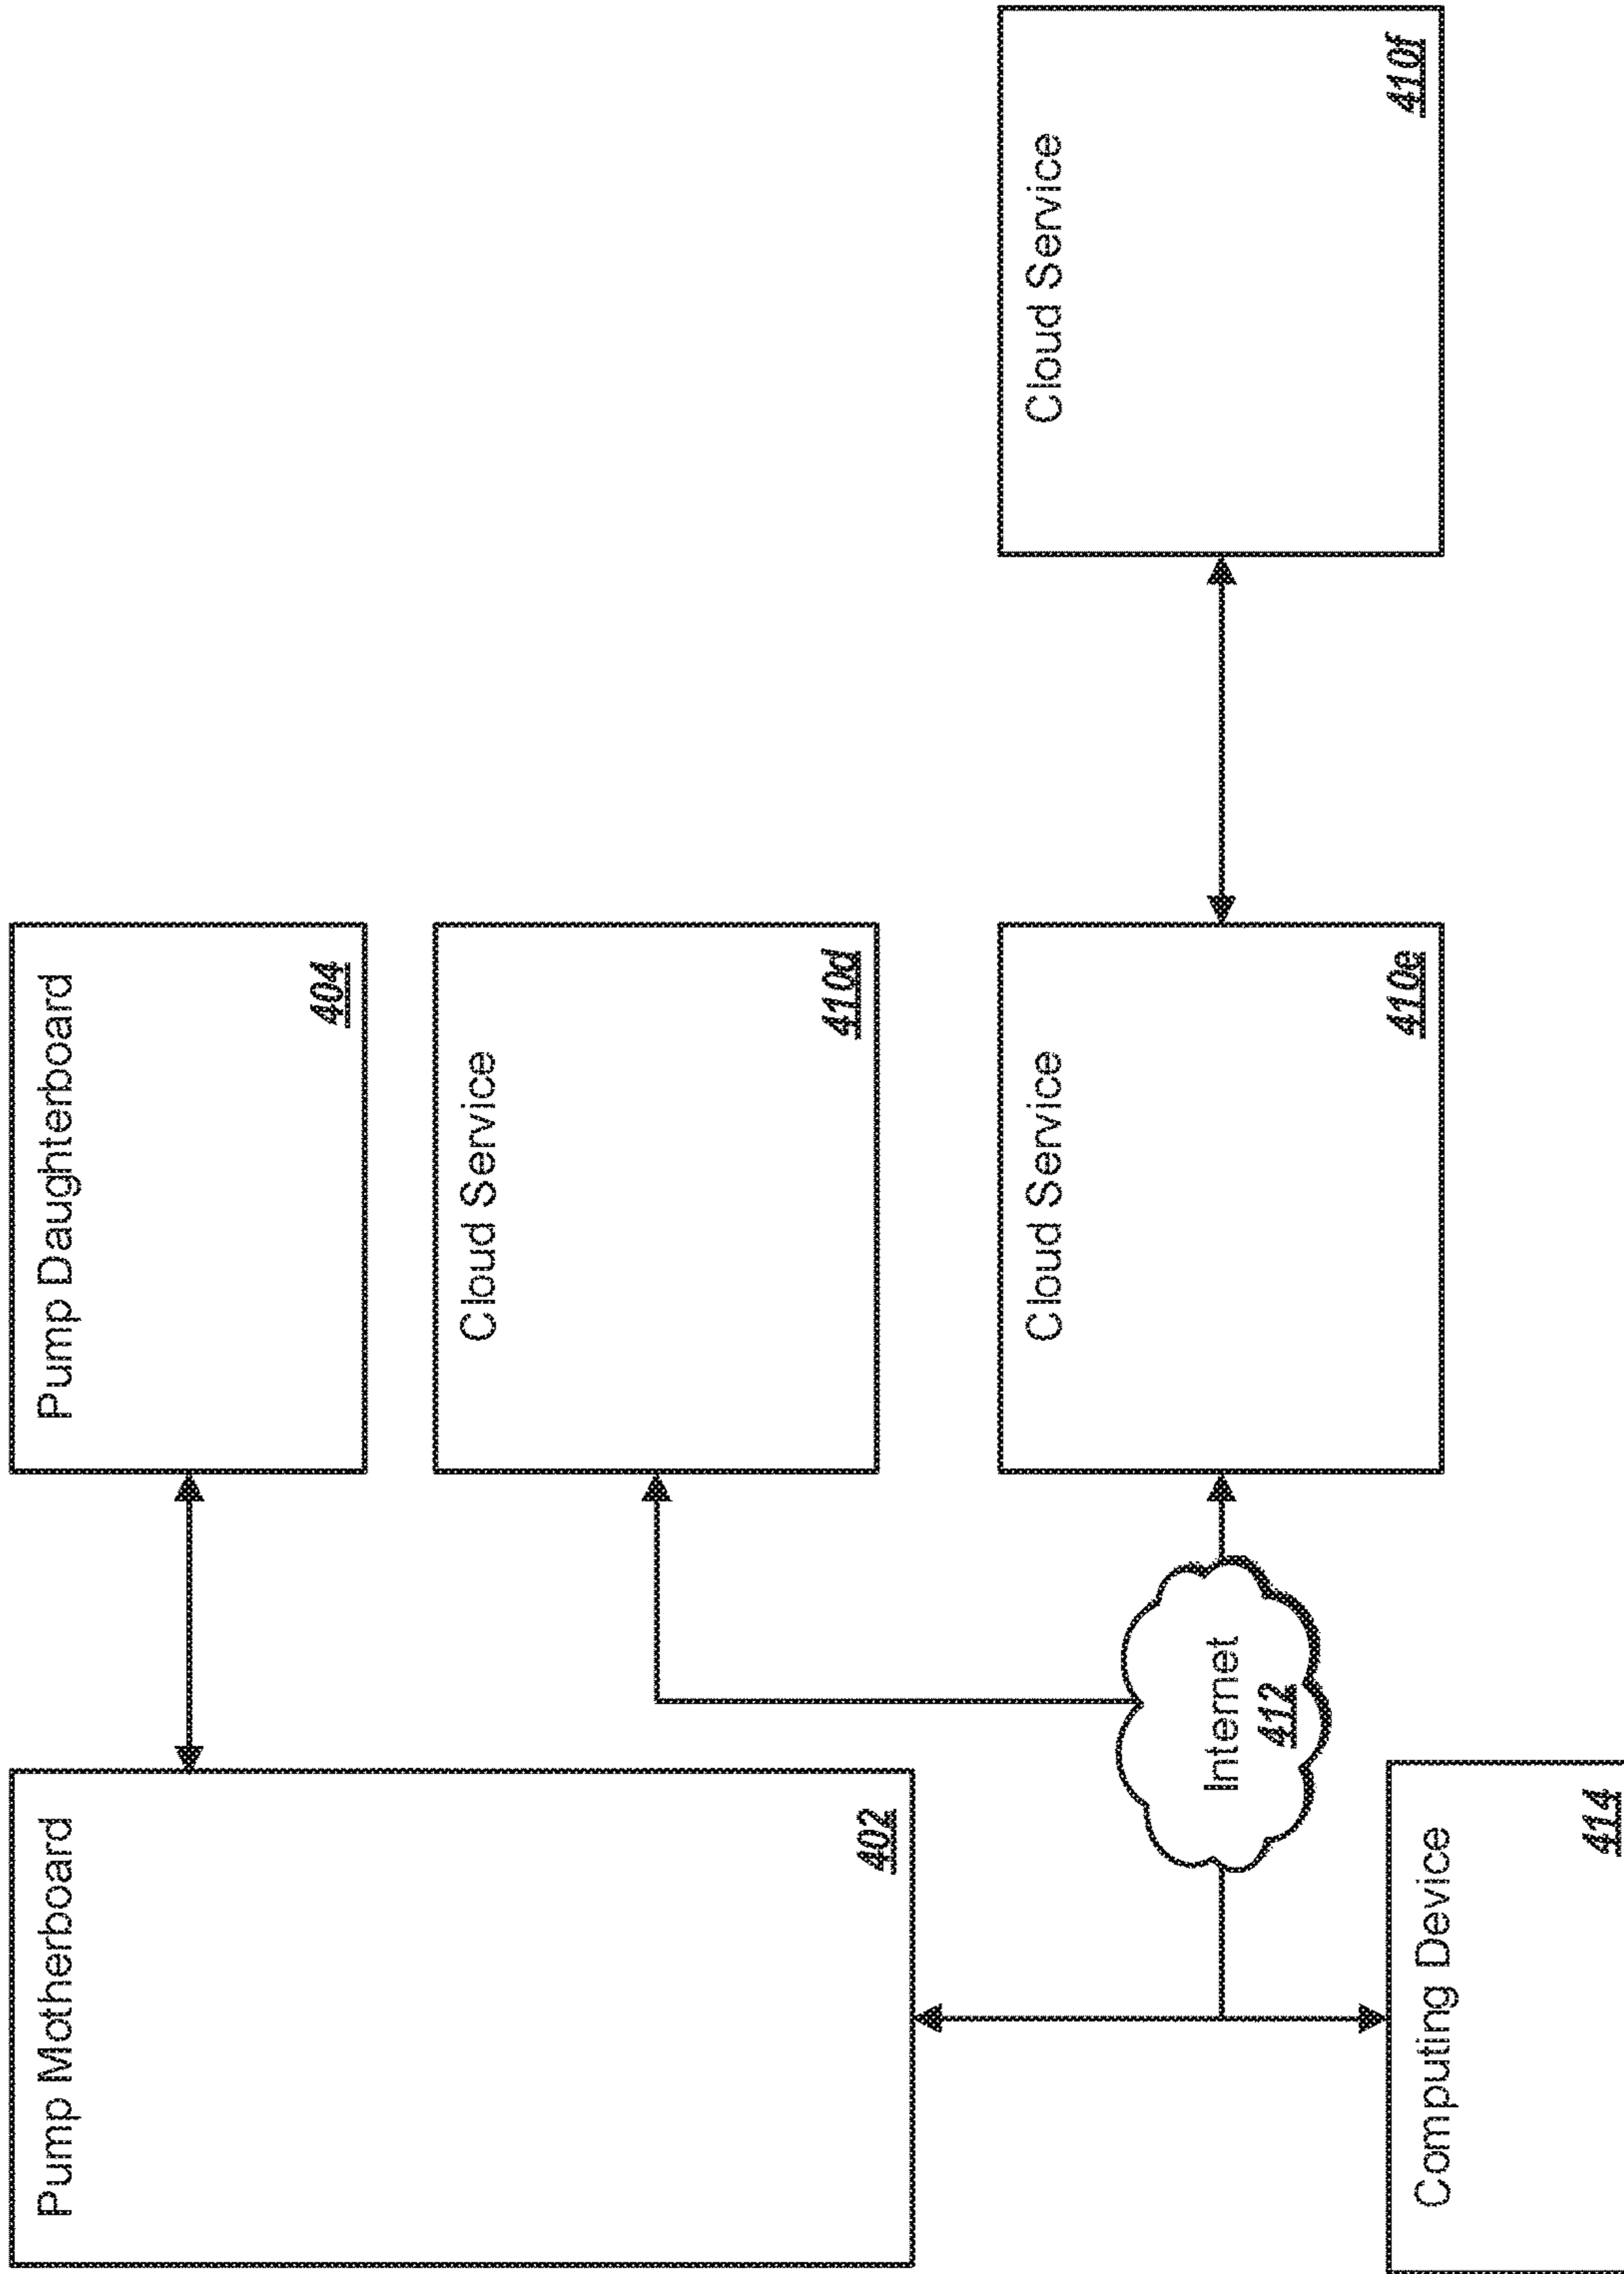 Pump Motherboard
402
Pump Daughterboard
404
Cloud Service
410d
Internet
412
Cloud Service
410e
Cloud Service
410f
Computing Device
414